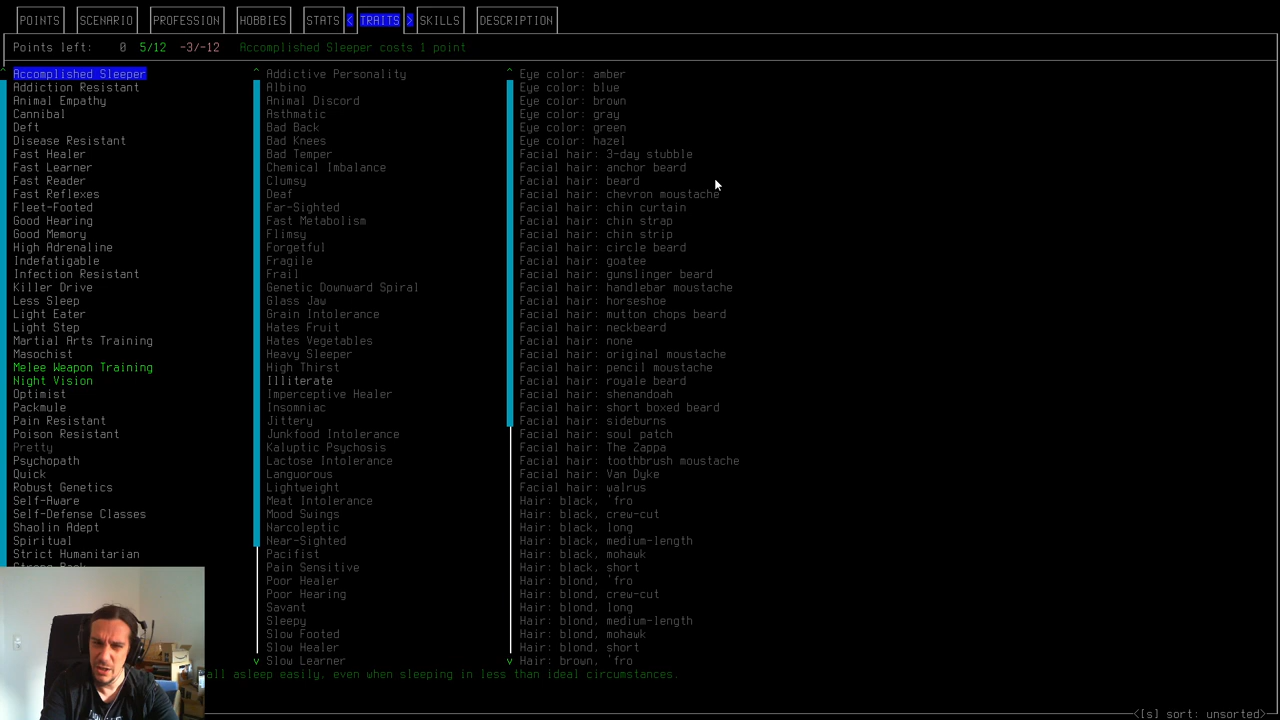 POINTS SCENARIO PROFESSION HOBBIES STATS < TRAITS > SKILLS DESCRIPTION
Points left: 0 5/12 -3/-12 Accomplished Sleeper costs 1 point
Accomplished Sleeper
Addiction Resistant
Animal Empathy
Cannibal
Deft
Disease Resistant
Fast Healer
Fast Learner
Fast Reader
Fast Reflexes
Fleet-Footed
Good Hearing
Good Memory
High Adrenaline
Indefatigable
Infection Resistant
Killer Drive
Less Sleep
Light Eater
Light Step
Martial Arts Training
Masochist
Melee Weapon Training
Night Vision
Optimist
Packmule
Pain Resistant
Poison Resistant
Pretty
Psychopath
Quick
Robust Genetics
Self-Aware
Self-Defense Classes
Shaolin Adept
Spiritual
Strict Humanitarian
Addictive Personality
Albino
Animal Discord
Asthmatic
Bad Back
Bad Knees
Bad Temper
Chemical Imbalance
Clumsy
Deaf
Far-Sighted
Fast Metabolism
Flimsy
Forgetful
Fragile
Frail
Genetic Downward Spiral
Glass Jaw
Grain Intolerance
Hates Fruit
Hates Vegetables
Heavy Sleeper
High Thirst
Illiterate
Imperceptive Healer
Insomniac
Jittery
Junkfood Intolerance
Kaluptic Psychosis
Lactose Intolerance
Languorous
Lightweight
Meat Intolerance
Mood Swings
Narcoleptic
Near-Sighted
Pacifist
Pain Sensitive
Poor Healer
Poor Hearing
Savant
Sleepy
Slow Footed
Slow Healer
Slow Learner
Eye color: amber
Eye color: blue
Eye color: brown
Eye color: gray
Eye color: green
Eye color: hazel
Facial hair: 3-day stubble
Facial hair: anchor beard
Facial hair: beard
Facial hair: chevron moustache
Facial hair: chin curtain
Facial hair: chin strap
Facial hair: chin strip
Facial hair: circle beard
Facial hair: goatee
Facial hair: gunslinger beard
Facial hair: handlebar moustache
Facial hair: horseshoe
Facial hair: mutton chops beard
Facial hair: neckbeard
Facial hair: none
Facial hair: original moustache
Facial hair: pencil moustache
Facial hair: royale beard
Facial hair: shenandoah
Facial hair: short boxed beard
Facial hair: sideburns
Facial hair: soul patch
Facial hair: The Zappa
Facial hair: toothbrush moustache
Facial hair: Van Dyke
Facial hair: walrus
Hair: black, 'fro
Hair: black, crew-cut
Hair: black, long
Hair: black, medium-length
Hair: black, mohawk
Hair: black, short
Hair: blond, 'fro
Hair: blond, crew-cut
Hair: blond, long
Hair: blond, medium-length
Hair: blond, mohawk
Hair: blond, short
Hair: brown, 'fro
all asleep easily, even when sleeping in less than ideal circumstances.
<[s] sort: unsorted>